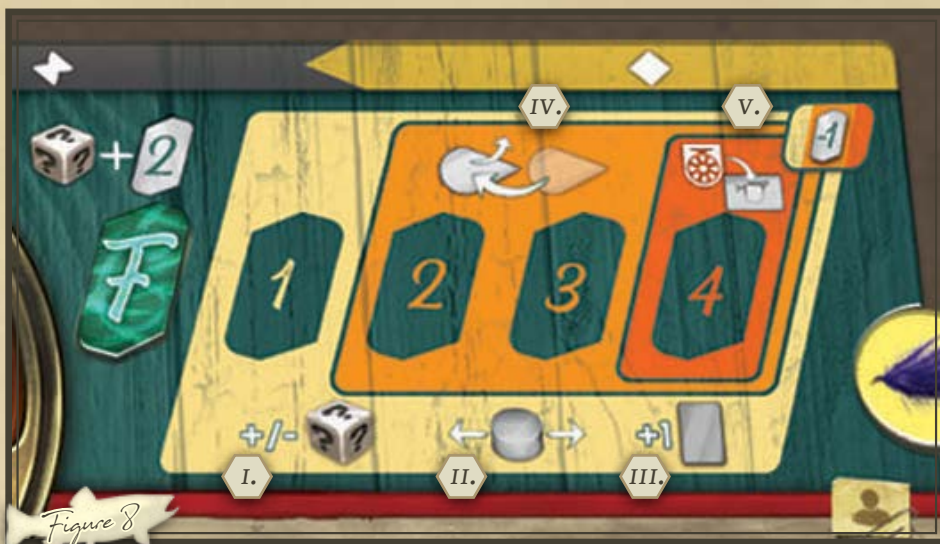 IV. V.
-1
? ? ? + 2
F
1 2 3 4
+/- ? ? ? +1
I. II. III.
Figure 8